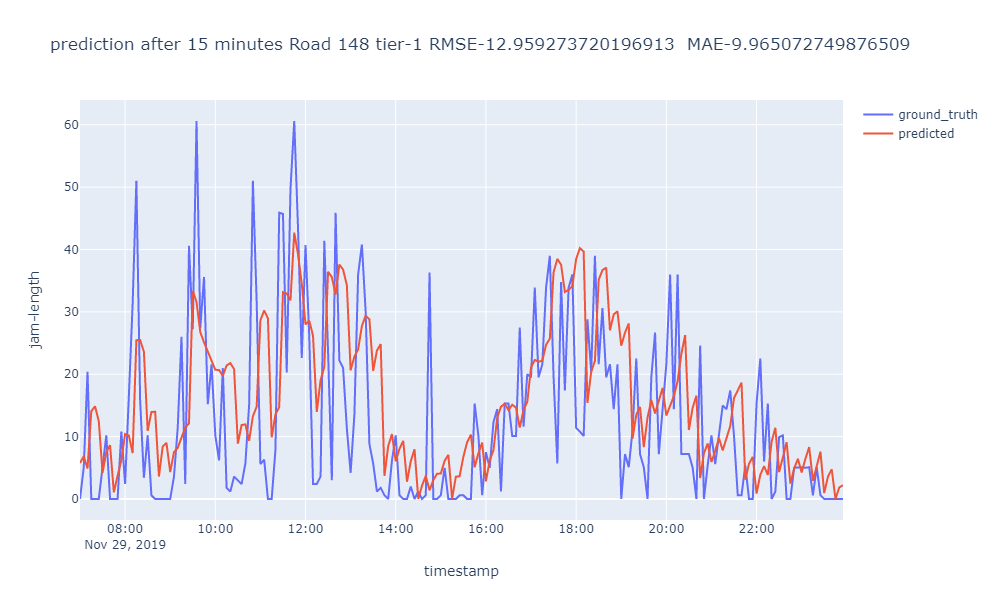 prediction after 15 minutes Road 148 tier-1 RMSE-12.959273720196913  MAE-9.965072749876509
ground_truth
predicted
60
50
40
30
20
10
0
jam-length
08:00 10:00 12:00 14:00 16:00 18:00 20:00 22:00
Nov 29, 2019
timestamp